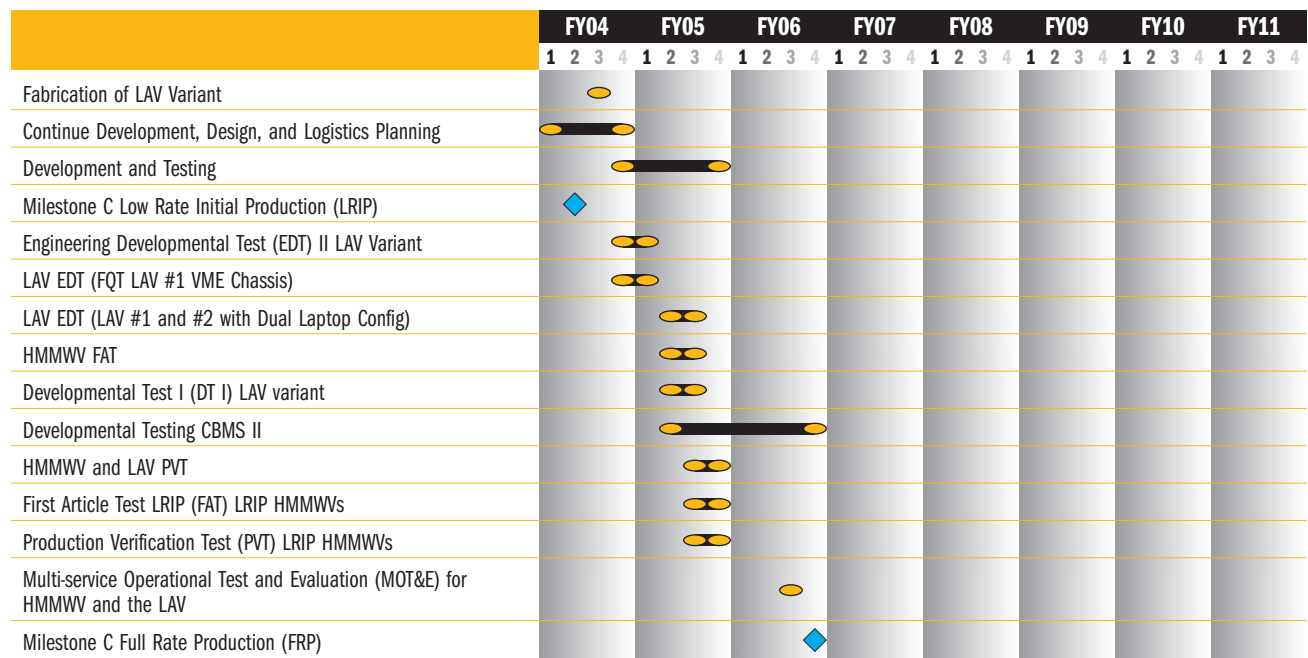 FY04 FY05 FY06 FY07 FY08 FY09 FY10 FY11
1 2 3 4 1 2 3 4 1 2 3 4 1 2 3 4 1 2 3 4 1 2 3 4 1 2 3 4 1 2 3 4
Fabrication of LAV Variant
Continue Development, Design, and Logistics Planning
Development and Testing
Milestone C Low Rate Initial Production (LRIP)
Engineering Developmental Test (EDT) II LAV Variant
LAV EDT (FQT LAV #1 VME Chassis)
LAV EDT (LAV #1 and #2 with Dual Laptop Config)
HMMWV FAT
Developmental Test I (DT I) LAV variant
Developmental Testing CBMS II
HMMWV and LAV PVT
First Article Test LRIP (FAT) LRIP HMMWVs
Production Verification Test (PVT) LRIP HMMWVs
Multi-service Operational Test and Evaluation (MOT&E) for
HMMWV and the LAV
Milestone C Full Rate Production (FRP)